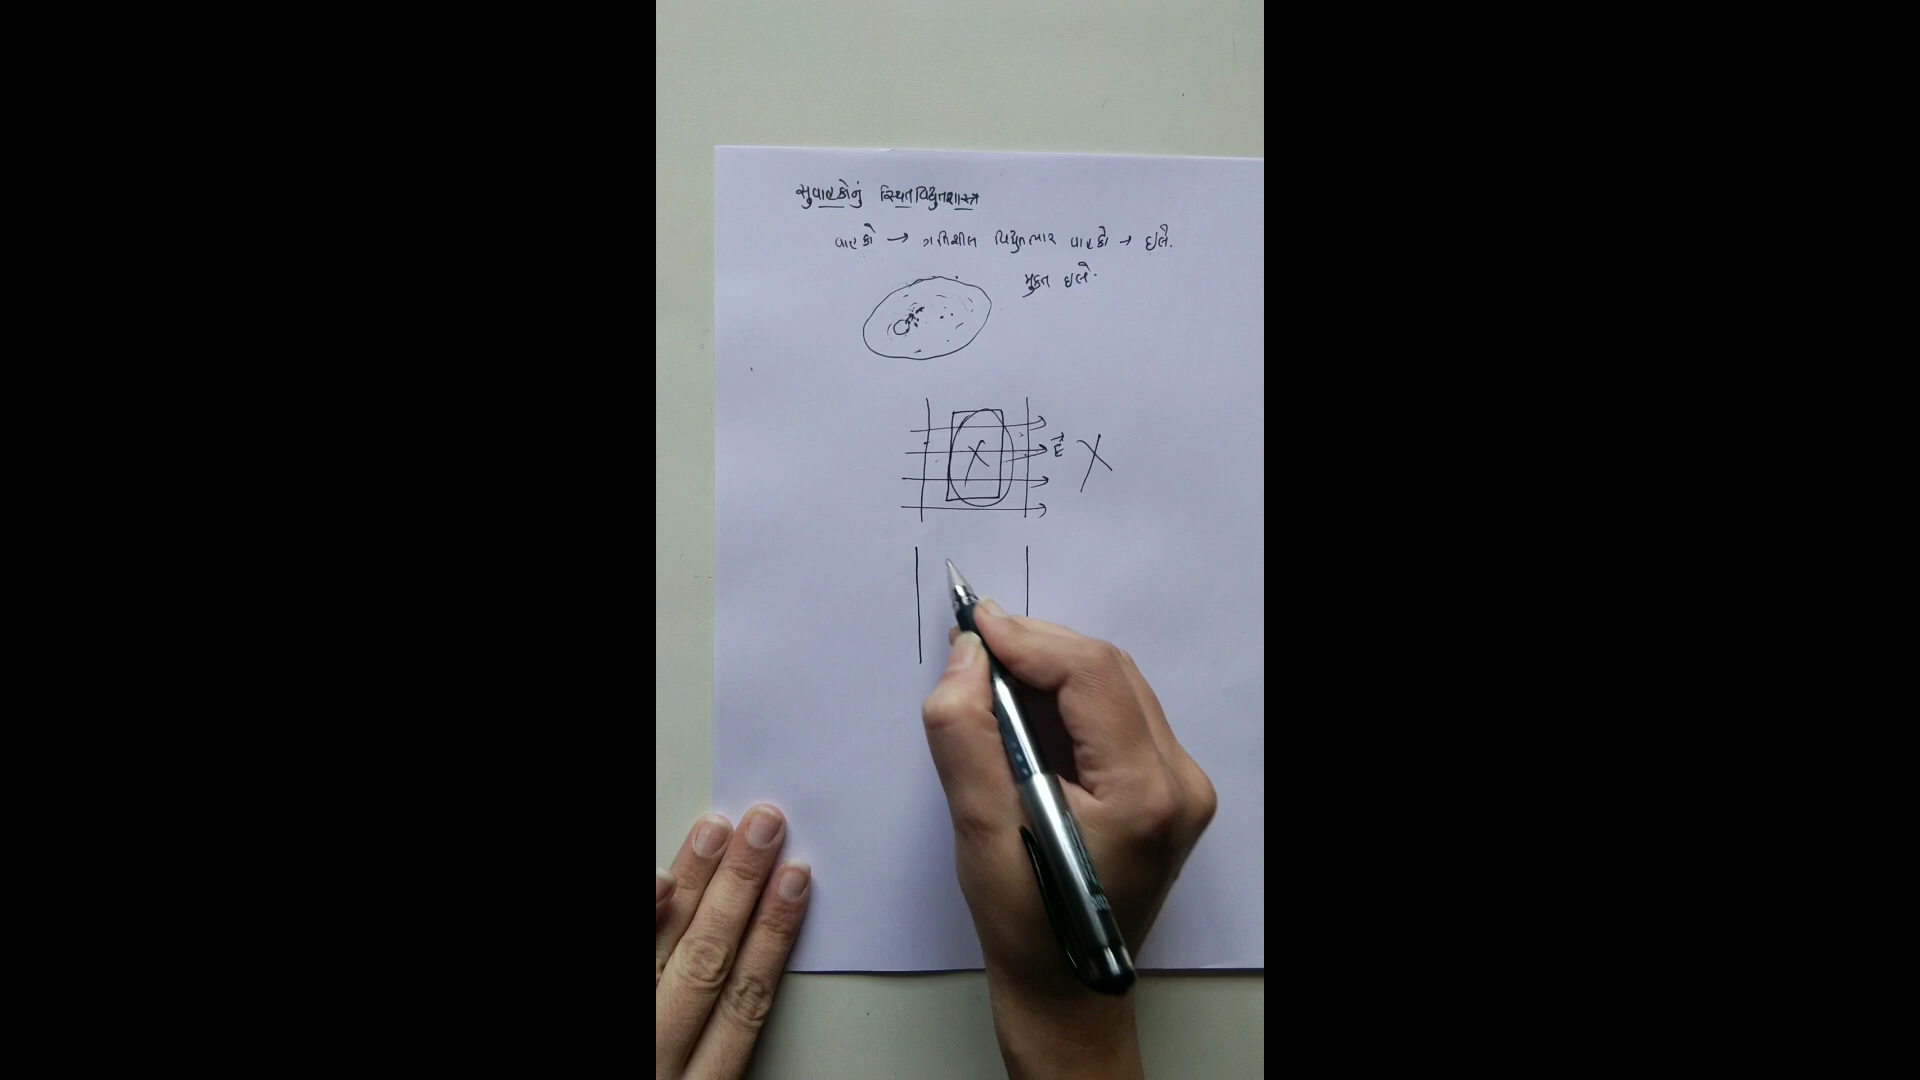 સુવાહકોનું સ્થિતવિદ્યુતશાસ્ત્ર
વાહકો → ગતિશીલ વિદ્યુતભાર વાહકો → ઇલે.
મુક્ત ઇલે.
X
E X